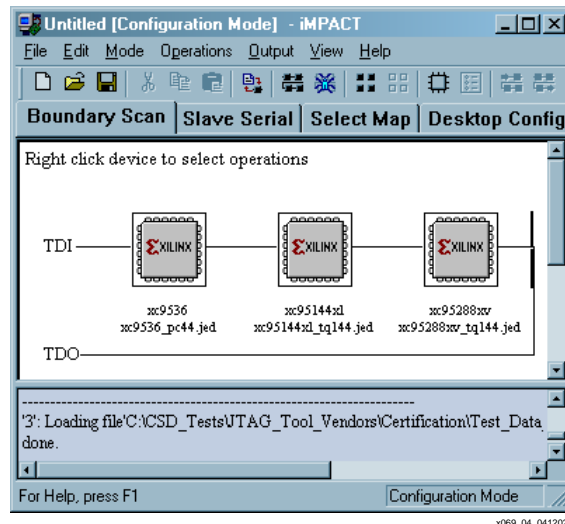 Untitled [Configuration Mode] - iMPACT
File Edit Mode Operations Output View Help
Boundary Scan Slave Serial Select Map Desktop Config
Right click device to select operations
TDI XILINX XILINX XILINX
xc9536 xc95144xl xc95288xv
xc9536_pc44.jed xc95144xl_tq144.jed xc95288xv_tq144.jed
TDO
----------------------------------------------------------------------
'3': Loading file'C:\CSD_Tests\JTAG_Tool_Vendors\Certification\Test_Data_
done.
For Help, press F1 Configuration Mode
x069_04_041202